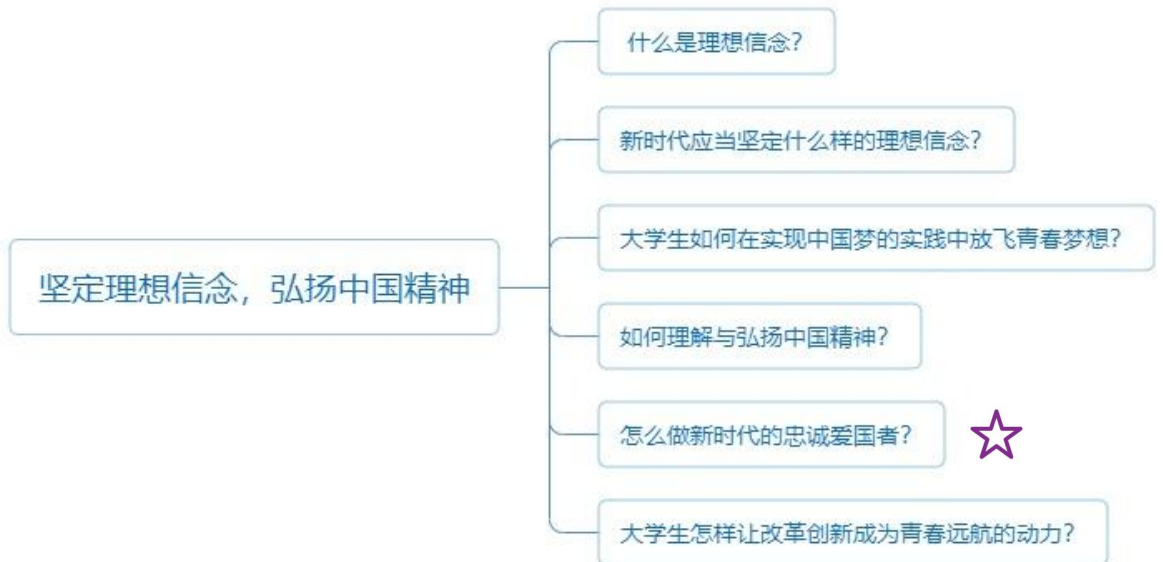 什么是理想信念？
新时代应当坚定什么样的理想信念？
大学生如何在实现中国梦的实践中放飞青春梦想？
坚定理想信念，弘扬中国精神
如何理解与弘扬中国精神？
怎么做新时代的忠诚爱国者？
大学生怎样让改革创新成为青春远航的动力？